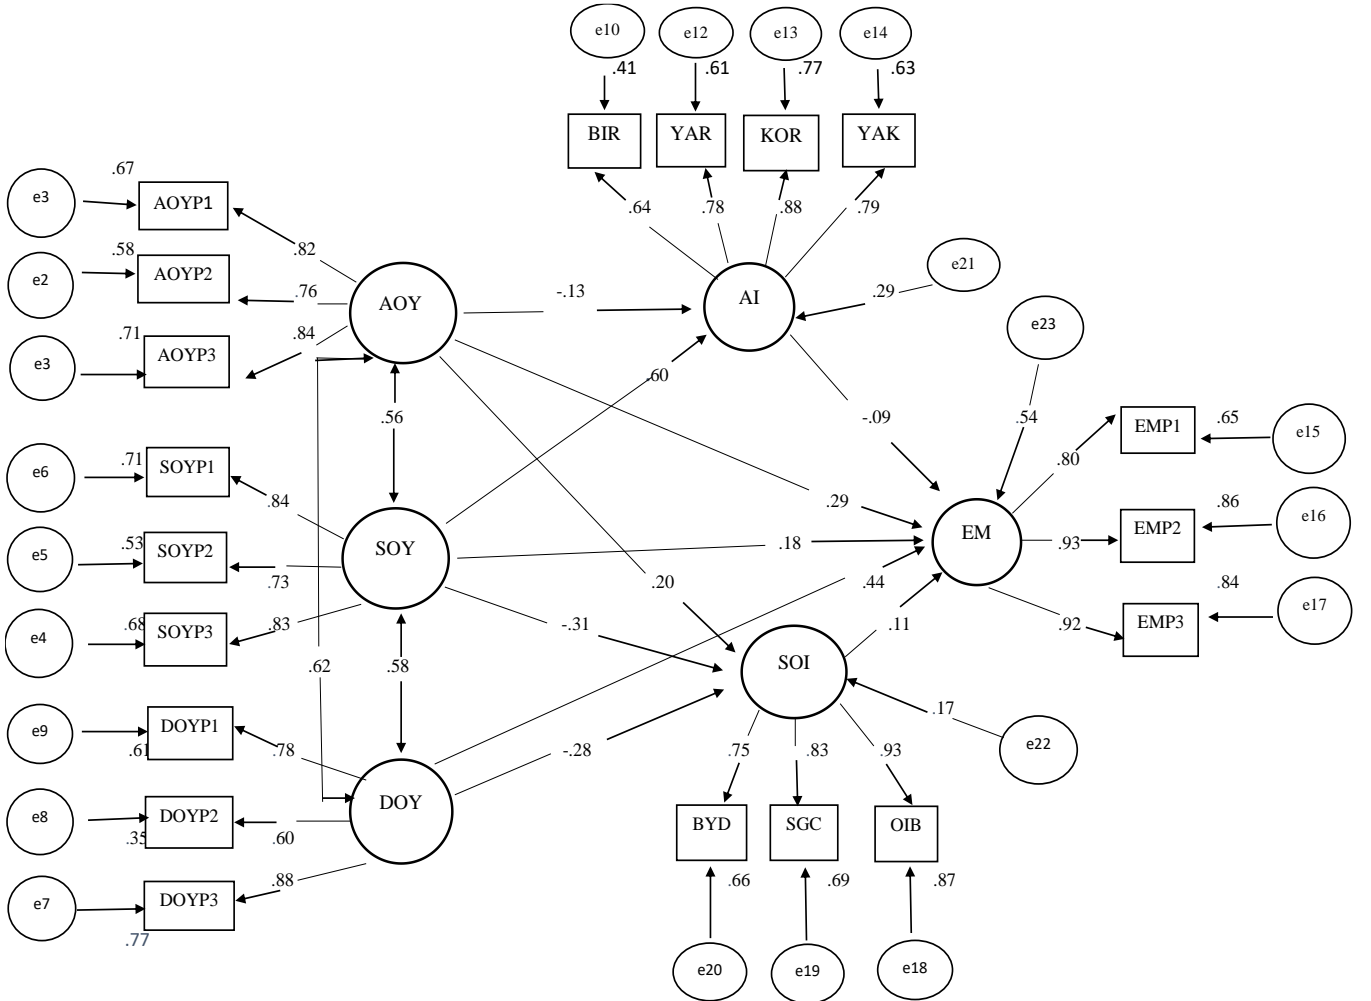 e10
e12
e13
e14
.41
.61
.77
.63
BIR
YAR
KOR
YAK
.67
e3
AOYP1
.64
.78
.88
.79
.58
.82
e2
AOYP2
e21
.76
AOY
-.13
AI
.29
.71
.84
e3
AOYP3
e23
.60
.56
-.09
.54
EMP1
.65
e15
.71
SOYP1
e6
.80
.84
.29
.86
EMP2
e16
.53
SOYP2
e5
SOY
.18
EM
.93
.73
.20
.44
.84
e17
.68
SOYP3
e4
.83
-.31
.11
.92
EMP3
.62
.58
SOI
.17
e9
DOYP1
.61
.78
-.28
.75
.83
.93
e22
DOY
e8
DOYP2
.35
.60
BYD
SGC
OIB
.88
.66
.69
.87
e7
DOYP3
.77
e20
e19
e18